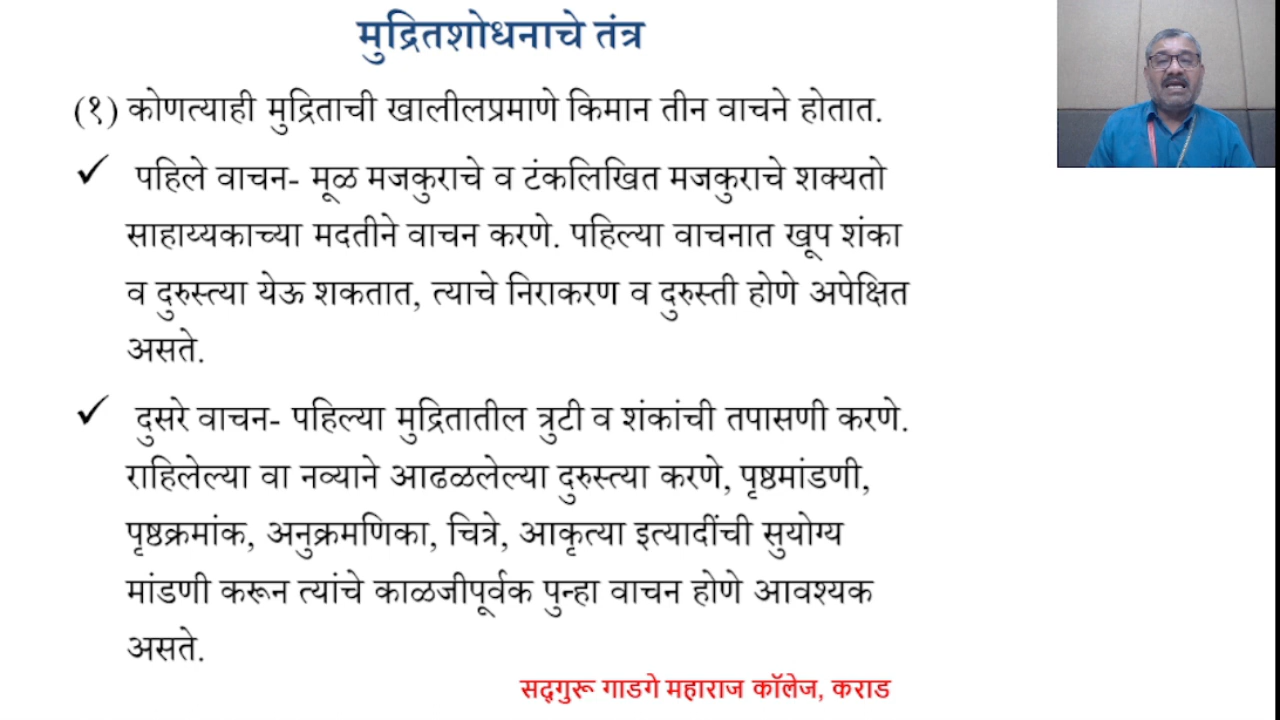 मुद्रितशोधनाचे तंत्र
(१) कोणत्याही मुद्रिताची खालीलप्रमाणे किमान तीन वाचने होतात.
✓ पहिले वाचन- मूळ मजकुराचे व टंकलिखित मजकुराचे शक्यतो
साहाय्यकाच्या मदतीने वाचन करणे. पहिल्या वाचनात खूप शंका
व दुरुस्त्या येऊ शकतात, त्याचे निराकरण व दुरुस्ती होणे अपेक्षित
असते.
✓ दुसरे वाचन- पहिल्या मुद्रितातील त्रुटी व शंकांची तपासणी करणे.
राहिलेल्या वा नव्याने आढळलेल्या दुरुस्त्या करणे, पृष्ठमांडणी,
पृष्ठक्रमांक, अनुक्रमणिका, चित्रे, आकृत्या इत्यादींची सुयोग्य
मांडणी करून त्यांचे काळजीपूर्वक पुन्हा वाचन होणे आवश्यक
असते.
सद्‌गुरू गाडगे महाराज कॉलेज, कराड